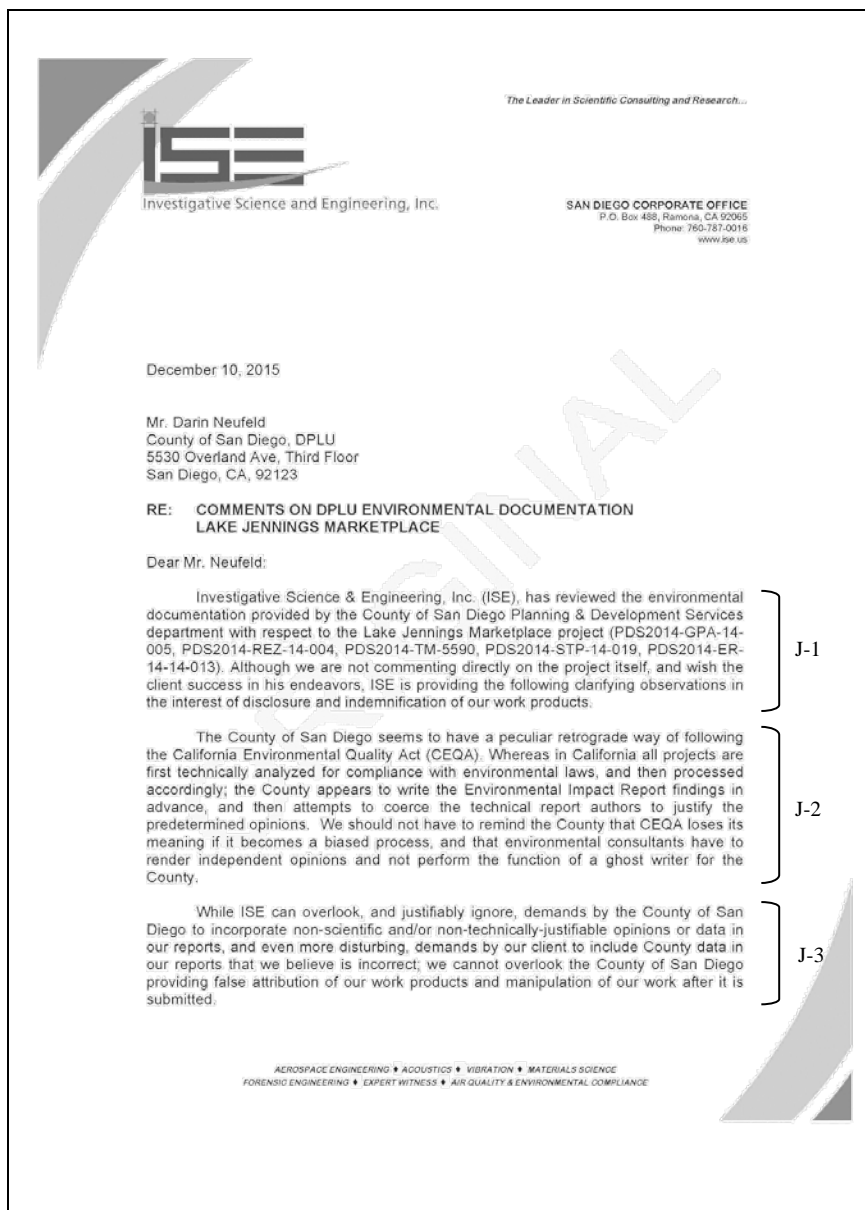 The Leader in Scientific Consulting and Research...
ISE
Investigative Science and Engineering, Inc.
SAN DIEGO CORPORATE OFFICE
P.O. Box 488, Ramona, CA 92065
Phone: 760-787-0016
www.ise.us
ORIGINAL
December 10, 2015
Mr. Darin Neufeld
County of San Diego, DPLU
5530 Overland Ave, Third Floor
San Diego, CA, 92123
RE: COMMENTS ON DPLU ENVIRONMENTAL DOCUMENTATION
LAKE JENNINGS MARKETPLACE
Dear Mr. Neufeld:
Investigative Science & Engineering, Inc. (ISE), has reviewed the environmental
documentation provided by the County of San Diego Planning & Development Services
department with respect to the Lake Jennings Marketplace project (PDS2014-GPA-14-
005, PDS2014-REZ-14-004, PDS2014-TM-5590, PDS2014-STP-14-019, PDS2014-ER-
14-14-013). Although we are not commenting directly on the project itself, and wish the
client success in his endeavors, ISE is providing the following clarifying observations in
the interest of disclosure and indemnification of our work products.
J-1
The County of San Diego seems to have a peculiar retrograde way of following
the California Environmental Quality Act (CEQA). Whereas in California all projects are
first technically analyzed for compliance with environmental laws, and then processed
accordingly; the County appears to write the Environmental Impact Report findings in
advance, and then attempts to coerce the technical report authors to justify the
predetermined opinions. We should not have to remind the County that CEQA loses its
meaning if it becomes a biased process, and that environmental consultants have to
render independent opinions and not perform the function of a ghost writer for the
County.
J-2
While ISE can overlook, and justifiably ignore, demands by the County of San
Diego to incorporate non-scientific and/or non-technically-justifiable opinions or data in
our reports, and even more disturbing, demands by our client to include County data in
our reports that we believe is incorrect; we cannot overlook the County of San Diego
providing false attribution of our work products and manipulation of our work after it is
submitted.
J-3
AEROSPACE ENGINEERING ♦ ACOUSTICS ♦ VIBRATION ♦ MATERIALS SCIENCE
FORENSIC ENGINEERING ♦ EXPERT WITNESS ♦ AIR QUALITY & ENVIRONMENTAL COMPLIANCE